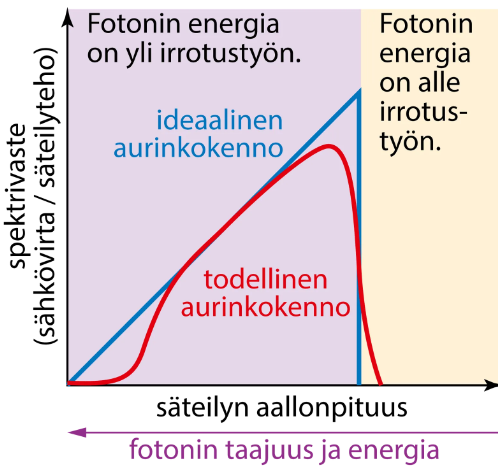 Fotonin energia
on yli irrotustyön.
Fotonin
energia
on alle
irrotus-
työn.
ideaalinen
aurinkokenno
todellinen
aurinkokenno
spektrivaste
(sähkövirta / säteilyteho)
säteilyn aallonpituus
fotonin taajuus ja energia